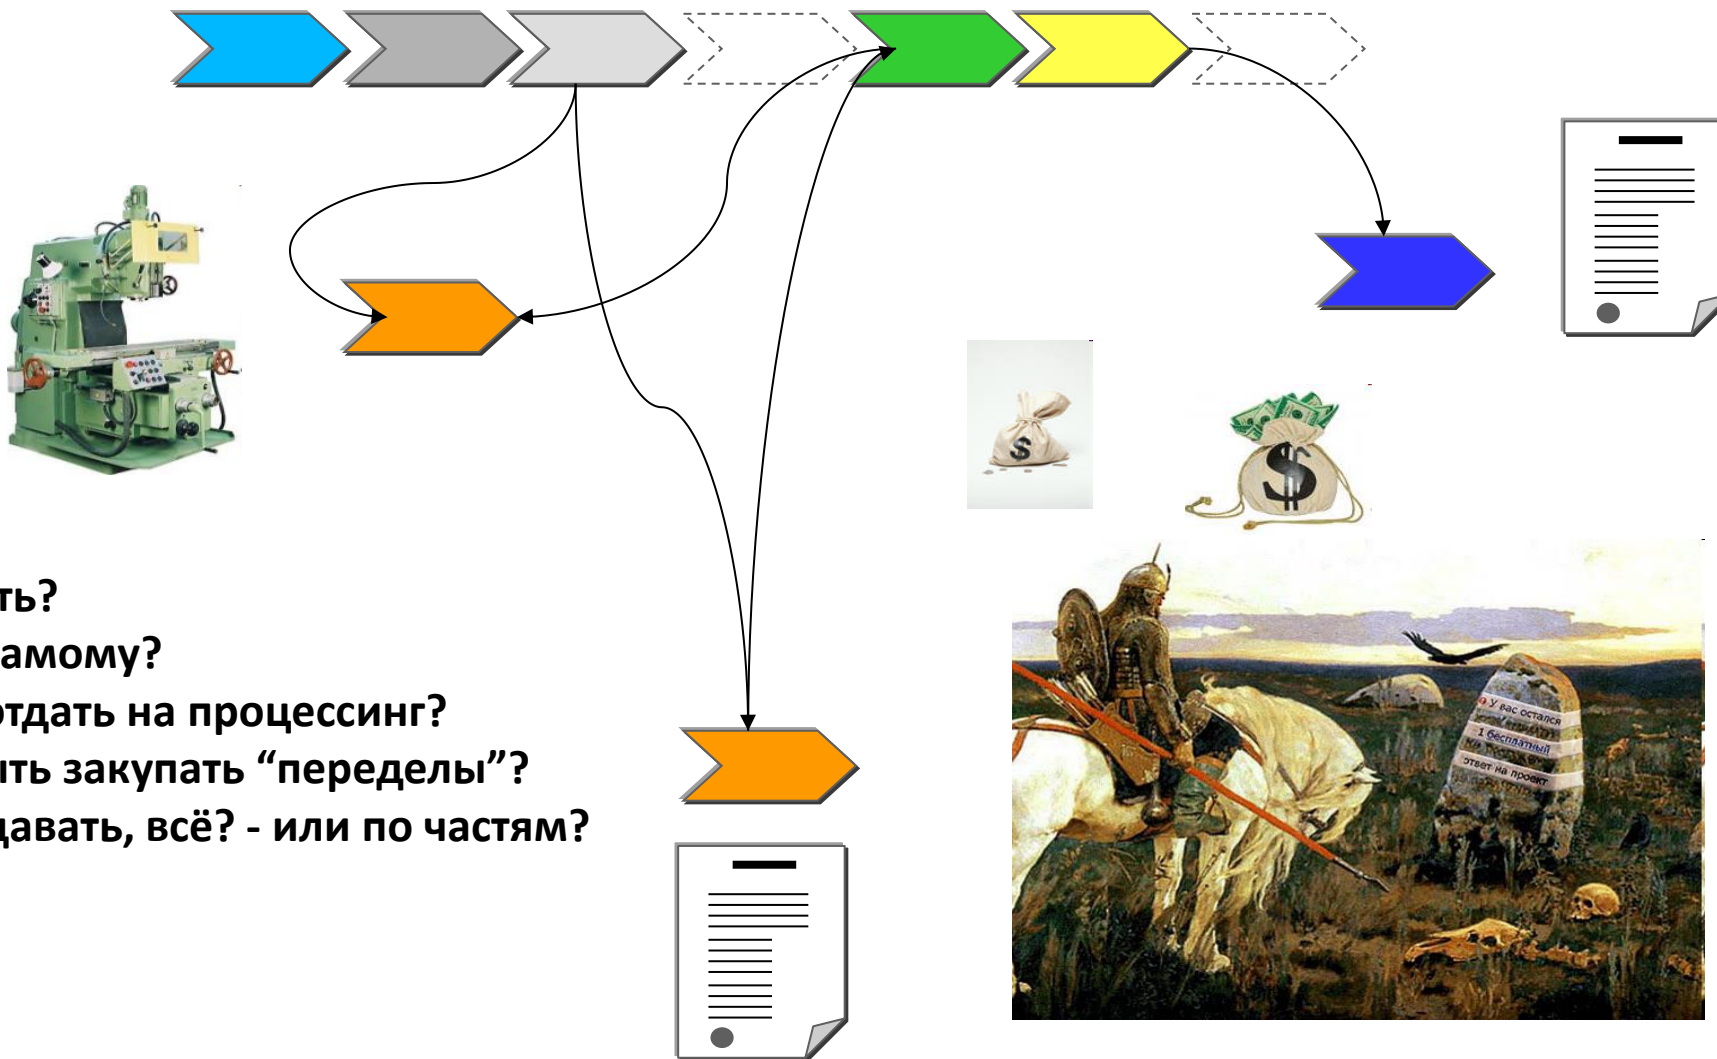 ть?
амому?
отдать на процессинг?
ыть закупать “переделы”?
давать, всё? - или по частям?
$
$
У вас остался
1 бесплатный
ответ на проект